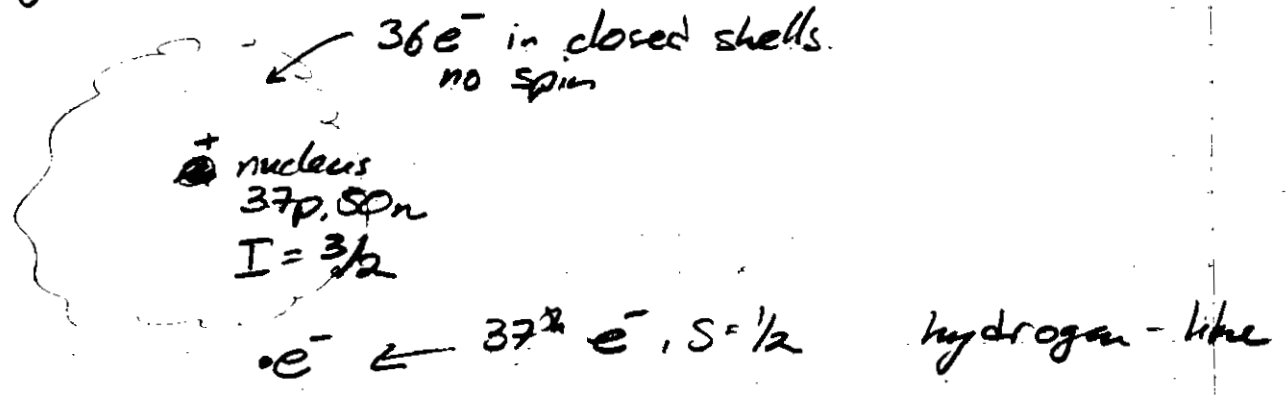 36e⁻ in closed shells.
no spin
+
nucleus
37p, 50n
I = 3/2
•e⁻ ← 37th e⁻, S = 1/2 hydrogen-like